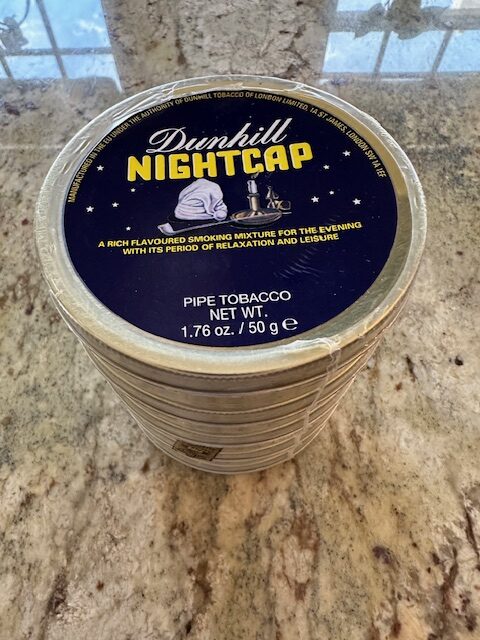 MANUFACTURED IN THE EU UNDER THE AUTHORITY OF DUNHILL TOBACCO OF LONDON LIMITED, 1A ST JAMES, LONDON SW1A 1EF
Dunhill
NIGHTCAP
A RICH FLAVOURED SMOKING MIXTURE FOR THE EVENING
WITH ITS PERIOD OF RELAXATION AND LEISURE
PIPE TOBACCO
NET WT.
1.76 oz. / 50 g ℮